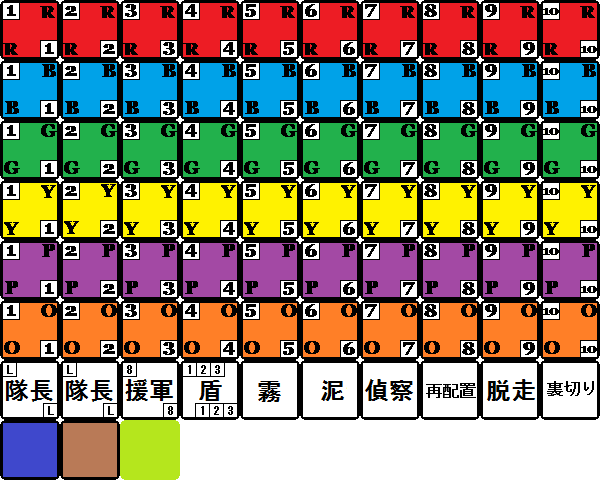 1 R 2 R 3 R 4 R 5 R 6 R 7 R 8 R 9 R 10 R
R 1 R 2 R 3 R 4 R 5 R 6 R 7 R 8 R 9 R 10
1 B 2 B 3 B 4 B 5 B 6 B 7 B 8 B 9 B 10 B
B 1 B 2 B 3 B 4 B 5 B 6 B 7 B 8 B 9 B 10
1 G 2 G 3 G 4 G 5 G 6 G 7 G 8 G 9 G 10 G
G 1 G 2 G 3 G 4 G 5 G 6 G 7 G 8 G 9 G 10
1 Y 2 Y 3 Y 4 Y 5 Y 6 Y 7 Y 8 Y 9 Y 10 Y
Y 1 Y 2 Y 3 Y 4 Y 5 Y 6 Y 7 Y 8 Y 9 Y 10
1 P 2 P 3 P 4 P 5 P 6 P 7 P 8 P 9 P 10 P
P 1 P 2 P 3 P 4 P 5 P 6 P 7 P 8 P 9 P 10
1 O 2 O 3 O 4 O 5 O 6 O 7 O 8 O 9 O 10 O
O 1 O 2 O 3 O 4 O 5 O 6 O 7 O 8 O 9 O 10
L L 8 1 2 3
隊長 隊長 援軍 盾 霧 泥 偵察 再配置 脱走 裏切り
L L 8 1 2 3